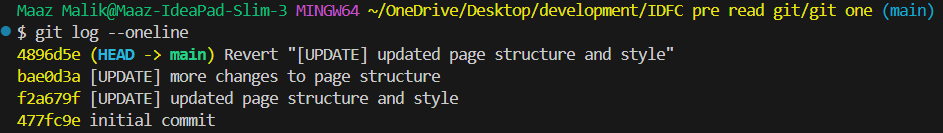 Maaz Malik@Maaz-IdeaPad-Slim-3 MINGW64 ~/OneDrive/Desktop/development/IDFC pre read git/git one (main)
$ git log --oneline
4896d5e (HEAD -> main) Revert "[UPDATE] updated page structure and style"
bae0d3a [UPDATE] more changes to page structure
f2a679f [UPDATE] updated page structure and style
477fc9e initial commit